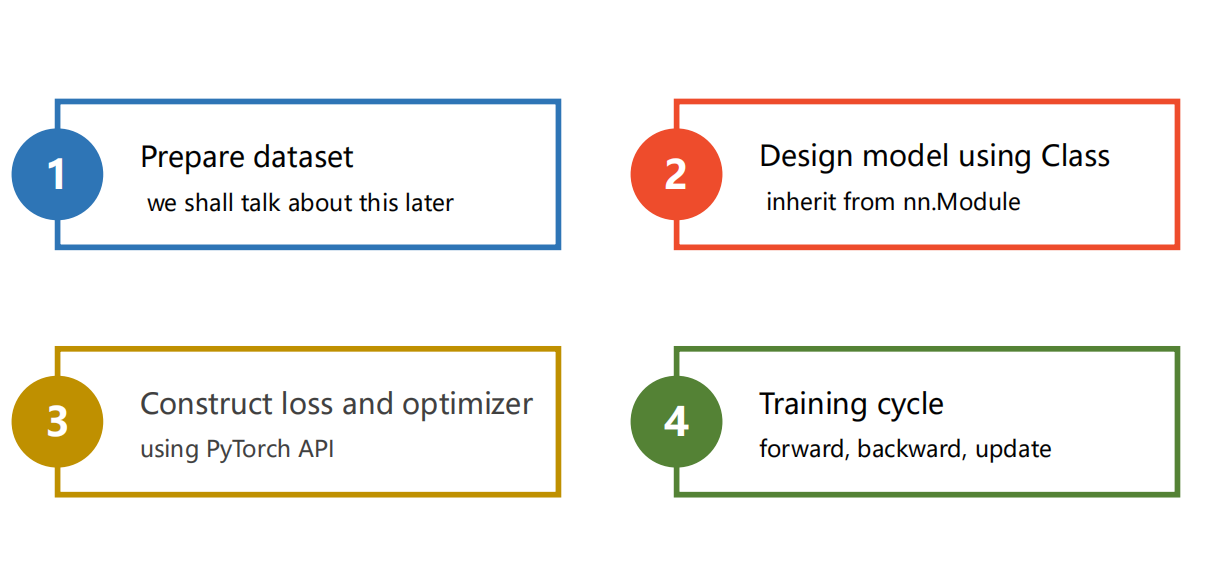 1
Prepare dataset
we shall talk about this later
2
Design model using Class
inherit from nn.Module
3
Construct loss and optimizer
using PyTorch API
4
Training cycle
forward, backward, update